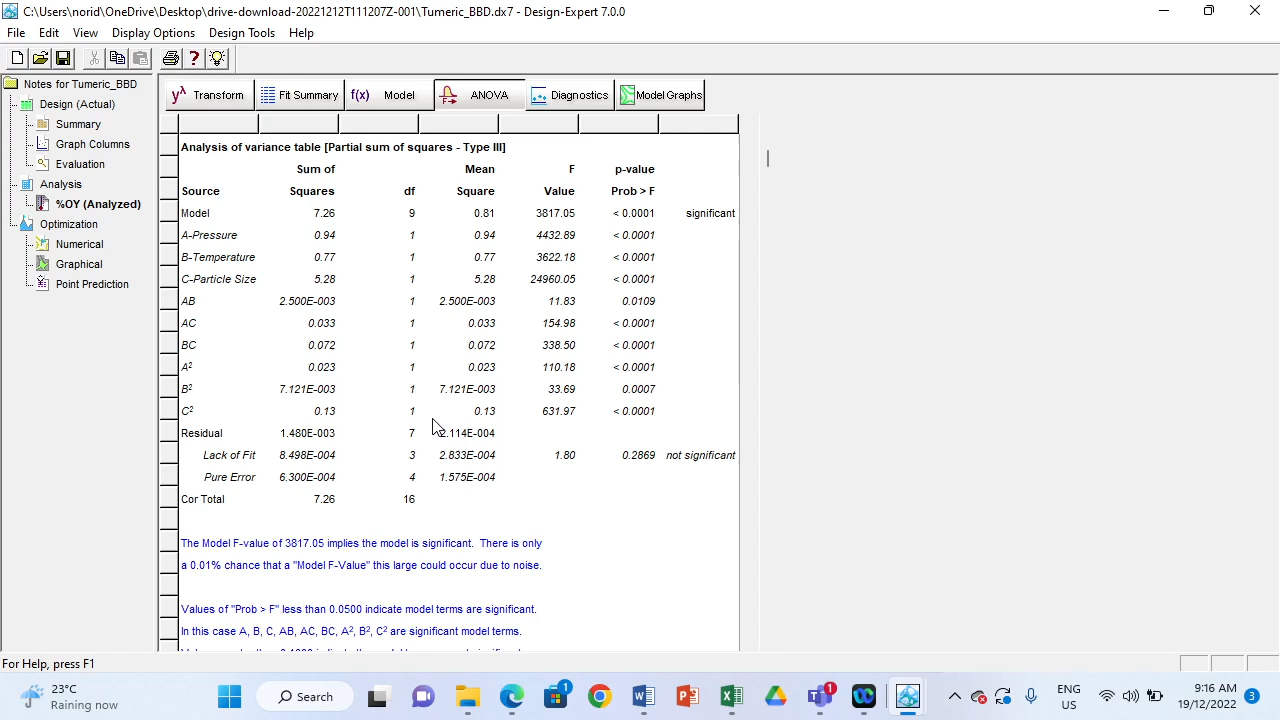 C:\Users\norid\OneDrive\Desktop\drive-download-20221212T111207Z-001\Tumeric_BBD.dx7 - Design-Expert 7.0.0
File Edit View Display Options Design Tools Help
Notes for Tumeric_BBD
Design (Actual)
Summary
Graph Columns
Evaluation
Analysis
%OY (Analyzed)
Optimization
Numerical
Graphical
Point Prediction
yλ Transform Fit Summary f(x) Model ANOVA Diagnostics Model Graphs
Analysis of variance table [Partial sum of squares - Type III]
Sum of Mean F p-value
Source Squares df Square Value Prob > F
Model 7.26 9 0.81 3817.05 < 0.0001 significant
A-Pressure 0.94 1 0.94 4432.89 < 0.0001
B-Temperature 0.77 1 0.77 3622.18 < 0.0001
C-Particle Size 5.28 1 5.28 24960.05 < 0.0001
AB 2.500E-003 1 2.500E-003 11.83 0.0109
AC 0.033 1 0.033 154.98 < 0.0001
BC 0.072 1 0.072 338.50 < 0.0001
A² 0.023 1 0.023 110.18 < 0.0001
B² 7.121E-003 1 7.121E-003 33.69 0.0007
C² 0.13 1 0.13 631.97 < 0.0001
Residual 1.480E-003 7 2.114E-004
Lack of Fit 8.498E-004 3 2.833E-004 1.80 0.2869 not significant
Pure Error 6.300E-004 4 1.575E-004
Cor Total 7.26 16
The Model F-value of 3817.05 implies the model is significant. There is only
a 0.01% chance that a "Model F-Value" this large could occur due to noise.
Values of "Prob > F" less than 0.0500 indicate model terms are significant.
In this case A, B, C, AB, AC, BC, A², B², C² are significant model terms.
For Help, press F1
23°C
Raining now
Search
1
1
ENG
US
9:16 AM
19/12/2022
3